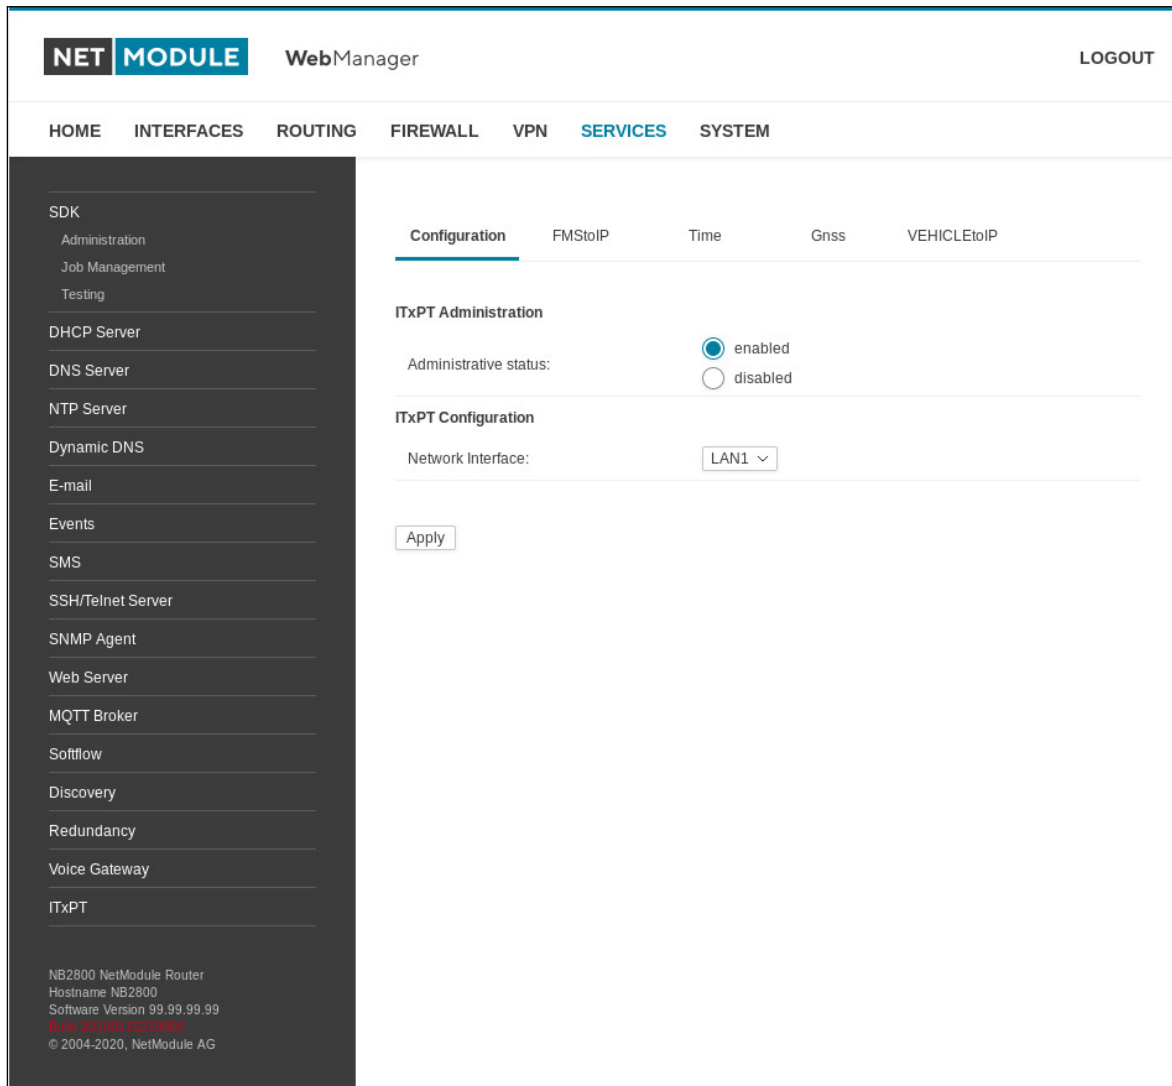 NET MODULE WebManager LOGOUT
HOME INTERFACES ROUTING FIREWALL VPN SERVICES SYSTEM
SDK
Administration
Job Management
Testing
DHCP Server
DNS Server
NTP Server
Dynamic DNS
E-mail
Events
SMS
SSH/Telnet Server
SNMP Agent
Web Server
MQTT Broker
Softflow
Discovery
Redundancy
Voice Gateway
ITxPT
NB2800 NetModule Router
Hostname NB2800
Software Version 99.99.99.99
Build
© 2004-2020, NetModule AG
Configuration FMStoIP Time Gnss VEHICLEtoIP
ITxPT Administration
Administrative status:
enabled
disabled
ITxPT Configuration
Network Interface: LAN1
Apply